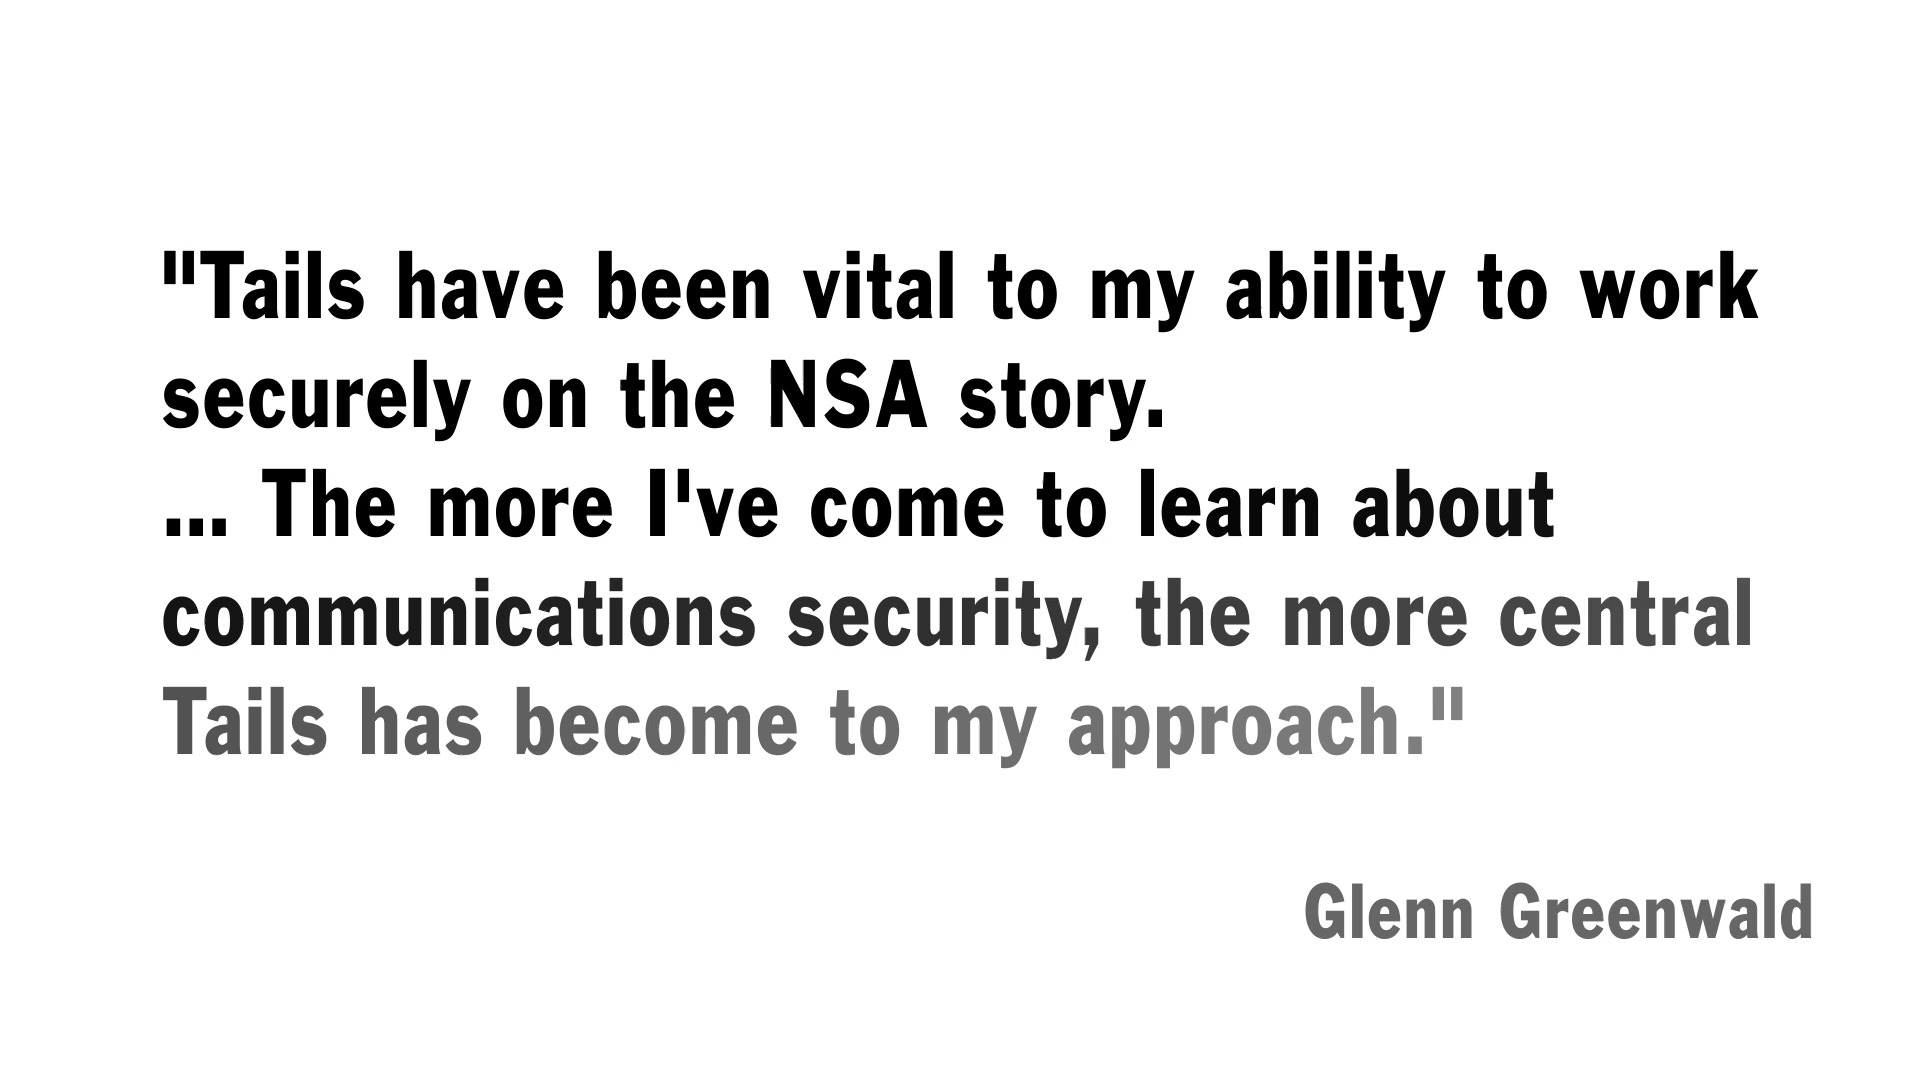 "Tails have been vital to my ability to work
securely on the NSA story.
... The more I've come to learn about
communications security, the more central
Tails has become to my approach."
Glenn Greenwald